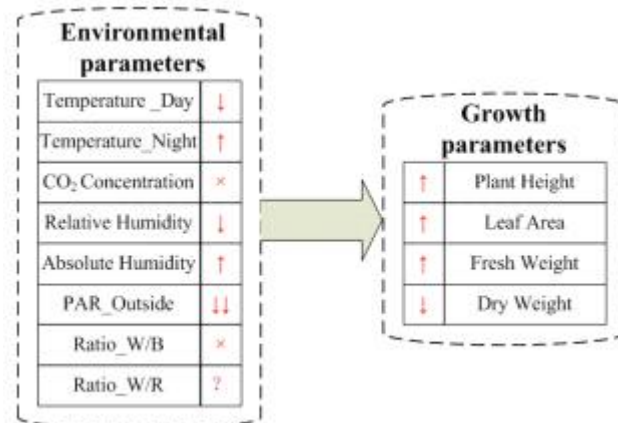 Environmental
parameters
Temperature _Day ↓
Temperature_Night ↑
CO₂ Concentration ×
Relative Humidity ↓
Absolute Humidity ↑
PAR_Outside ↓↓
Ratio_W/B ×
Ratio_W/R ?
Growth
parameters
↑ Plant Height
↑ Leaf Area
↑ Fresh Weight
↓ Dry Weight